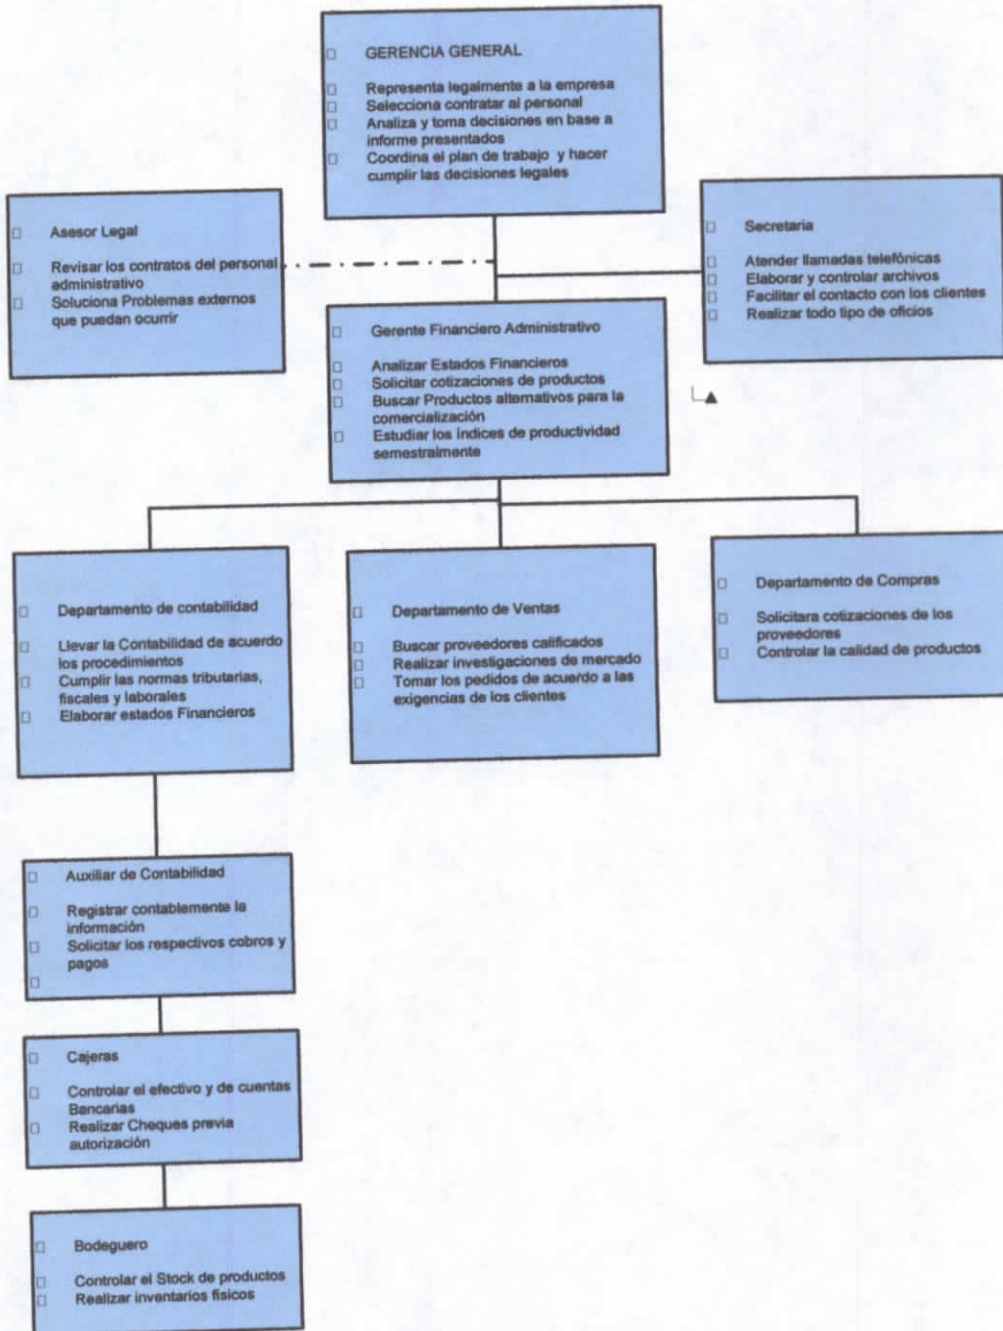 GERENCIA GENERAL
Representa legalmente a la empresa
Selecciona contratar al personal
Analiza y toma decisiones en base a
informe presentados
Coordina el plan de trabajo y hacer
cumplir las decisiones legales
Asesor Legal
Revisar los contratos del personal
administrativo
Soluciona Problemas externos
que puedan ocurrir
Secretaria
Atender llamadas telefónicas
Elaborar y controlar archivos
Facilitar el contacto con los clientes
Realizar todo tipo de oficios
Gerente Financiero Administrativo
Analizar Estados Financieros
Solicitar cotizaciones de productos
Buscar Productos alternativos para la
comercialización
Estudiar los índices de productividad
semestralmente
Departamento de contabilidad
Llevar la Contabilidad de acuerdo
los procedimientos
Cumplir las normas tributarias,
fiscales y laborales
Elaborar estados Financieros
Departamento de Ventas
Buscar proveedores calificados
Realizar investigaciones de mercado
Tomar los pedidos de acuerdo a las
exigencias de los clientes
Departamento de Compras
Solicitara cotizaciones de los
proveedores
Controlar la calidad de productos
Auxiliar de Contabilidad
Registrar contablemente la
información
Solicitar los respectivos cobros y
pagos
Cajeras
Controlar el efectivo y de cuentas
Bancarias
Realizar Cheques previa
autorización
Bodeguero
Controlar el Stock de productos
Realizar inventarios físicos